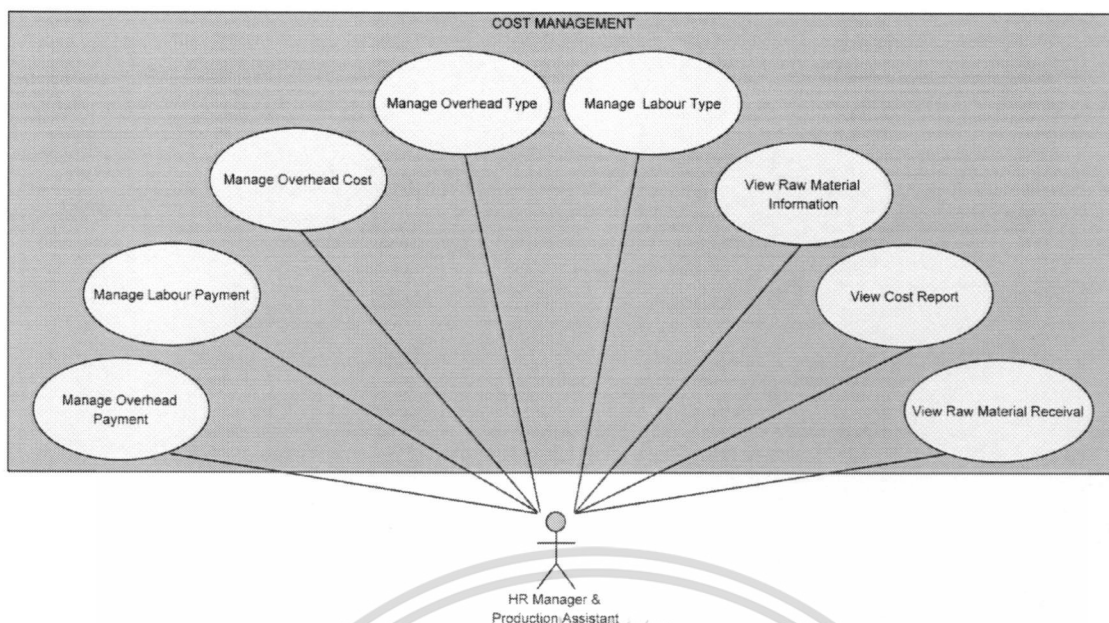 COST MANAGEMENT
Manage Overhead Type
Manage Labour Type
Manage Overhead Cost
View Raw Material
Information
Manage Labour Payment
View Cost Report
Manage Overhead
Payment
View Raw Material Receival
HR Manager &
Production Assistant